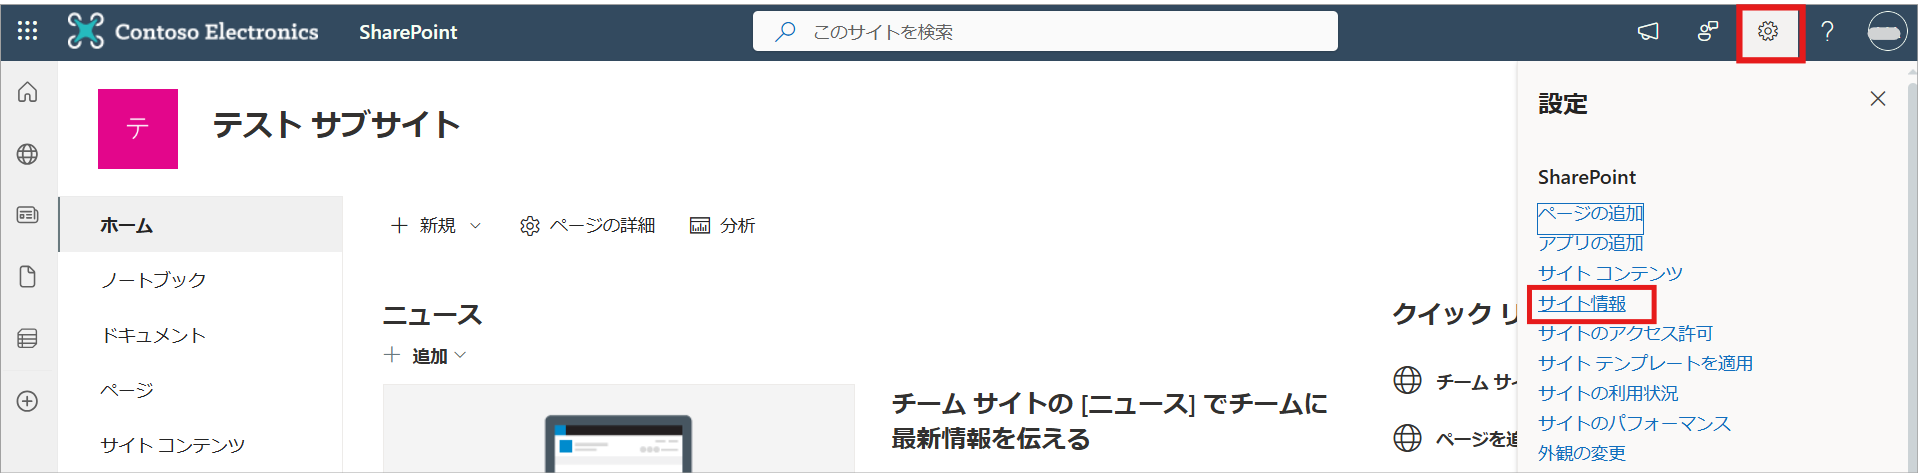 Contoso Electronics
SharePoint
このサイトを検索
?
テ
テスト サブサイト
ホーム
ノートブック
ドキュメント
ページ
サイト コンテンツ
新規
ページの詳細
分析
ニュース
追加
チーム サイトの [ニュース] でチームに
最新情報を伝える
クイック リ
チーム サイ
ページを追
設定
SharePoint
ページの追加
アプリの追加
サイト コンテンツ
サイト情報
サイトのアクセス許可
サイト テンプレートを適用
サイトの利用状況
サイトのパフォーマンス
外観の変更